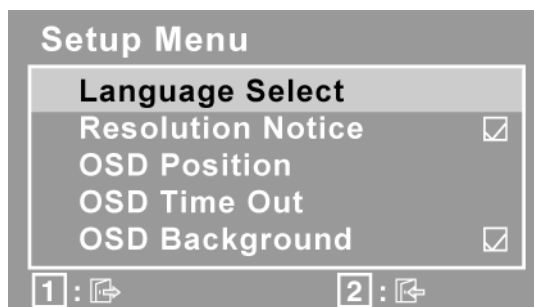 Setup Menu
Language Select
Resolution Notice
OSD Position
OSD Time Out
OSD Background
1 : 2 :